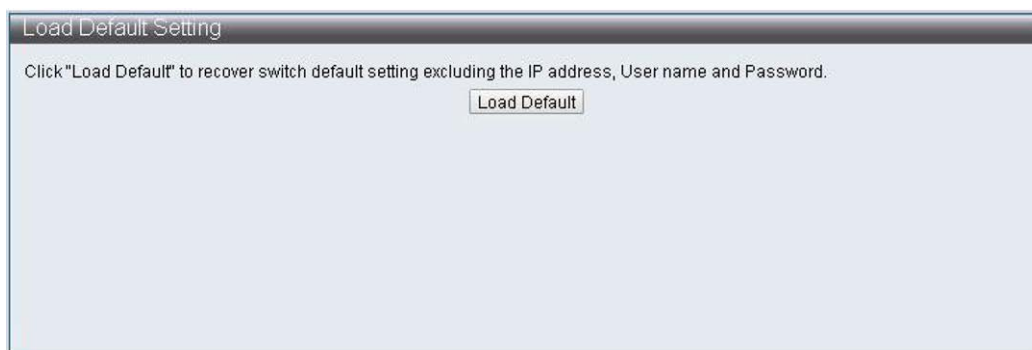 Load Default Setting
Click "Load Default" to recover switch default setting excluding the IP address, User name and Password.
Load Default